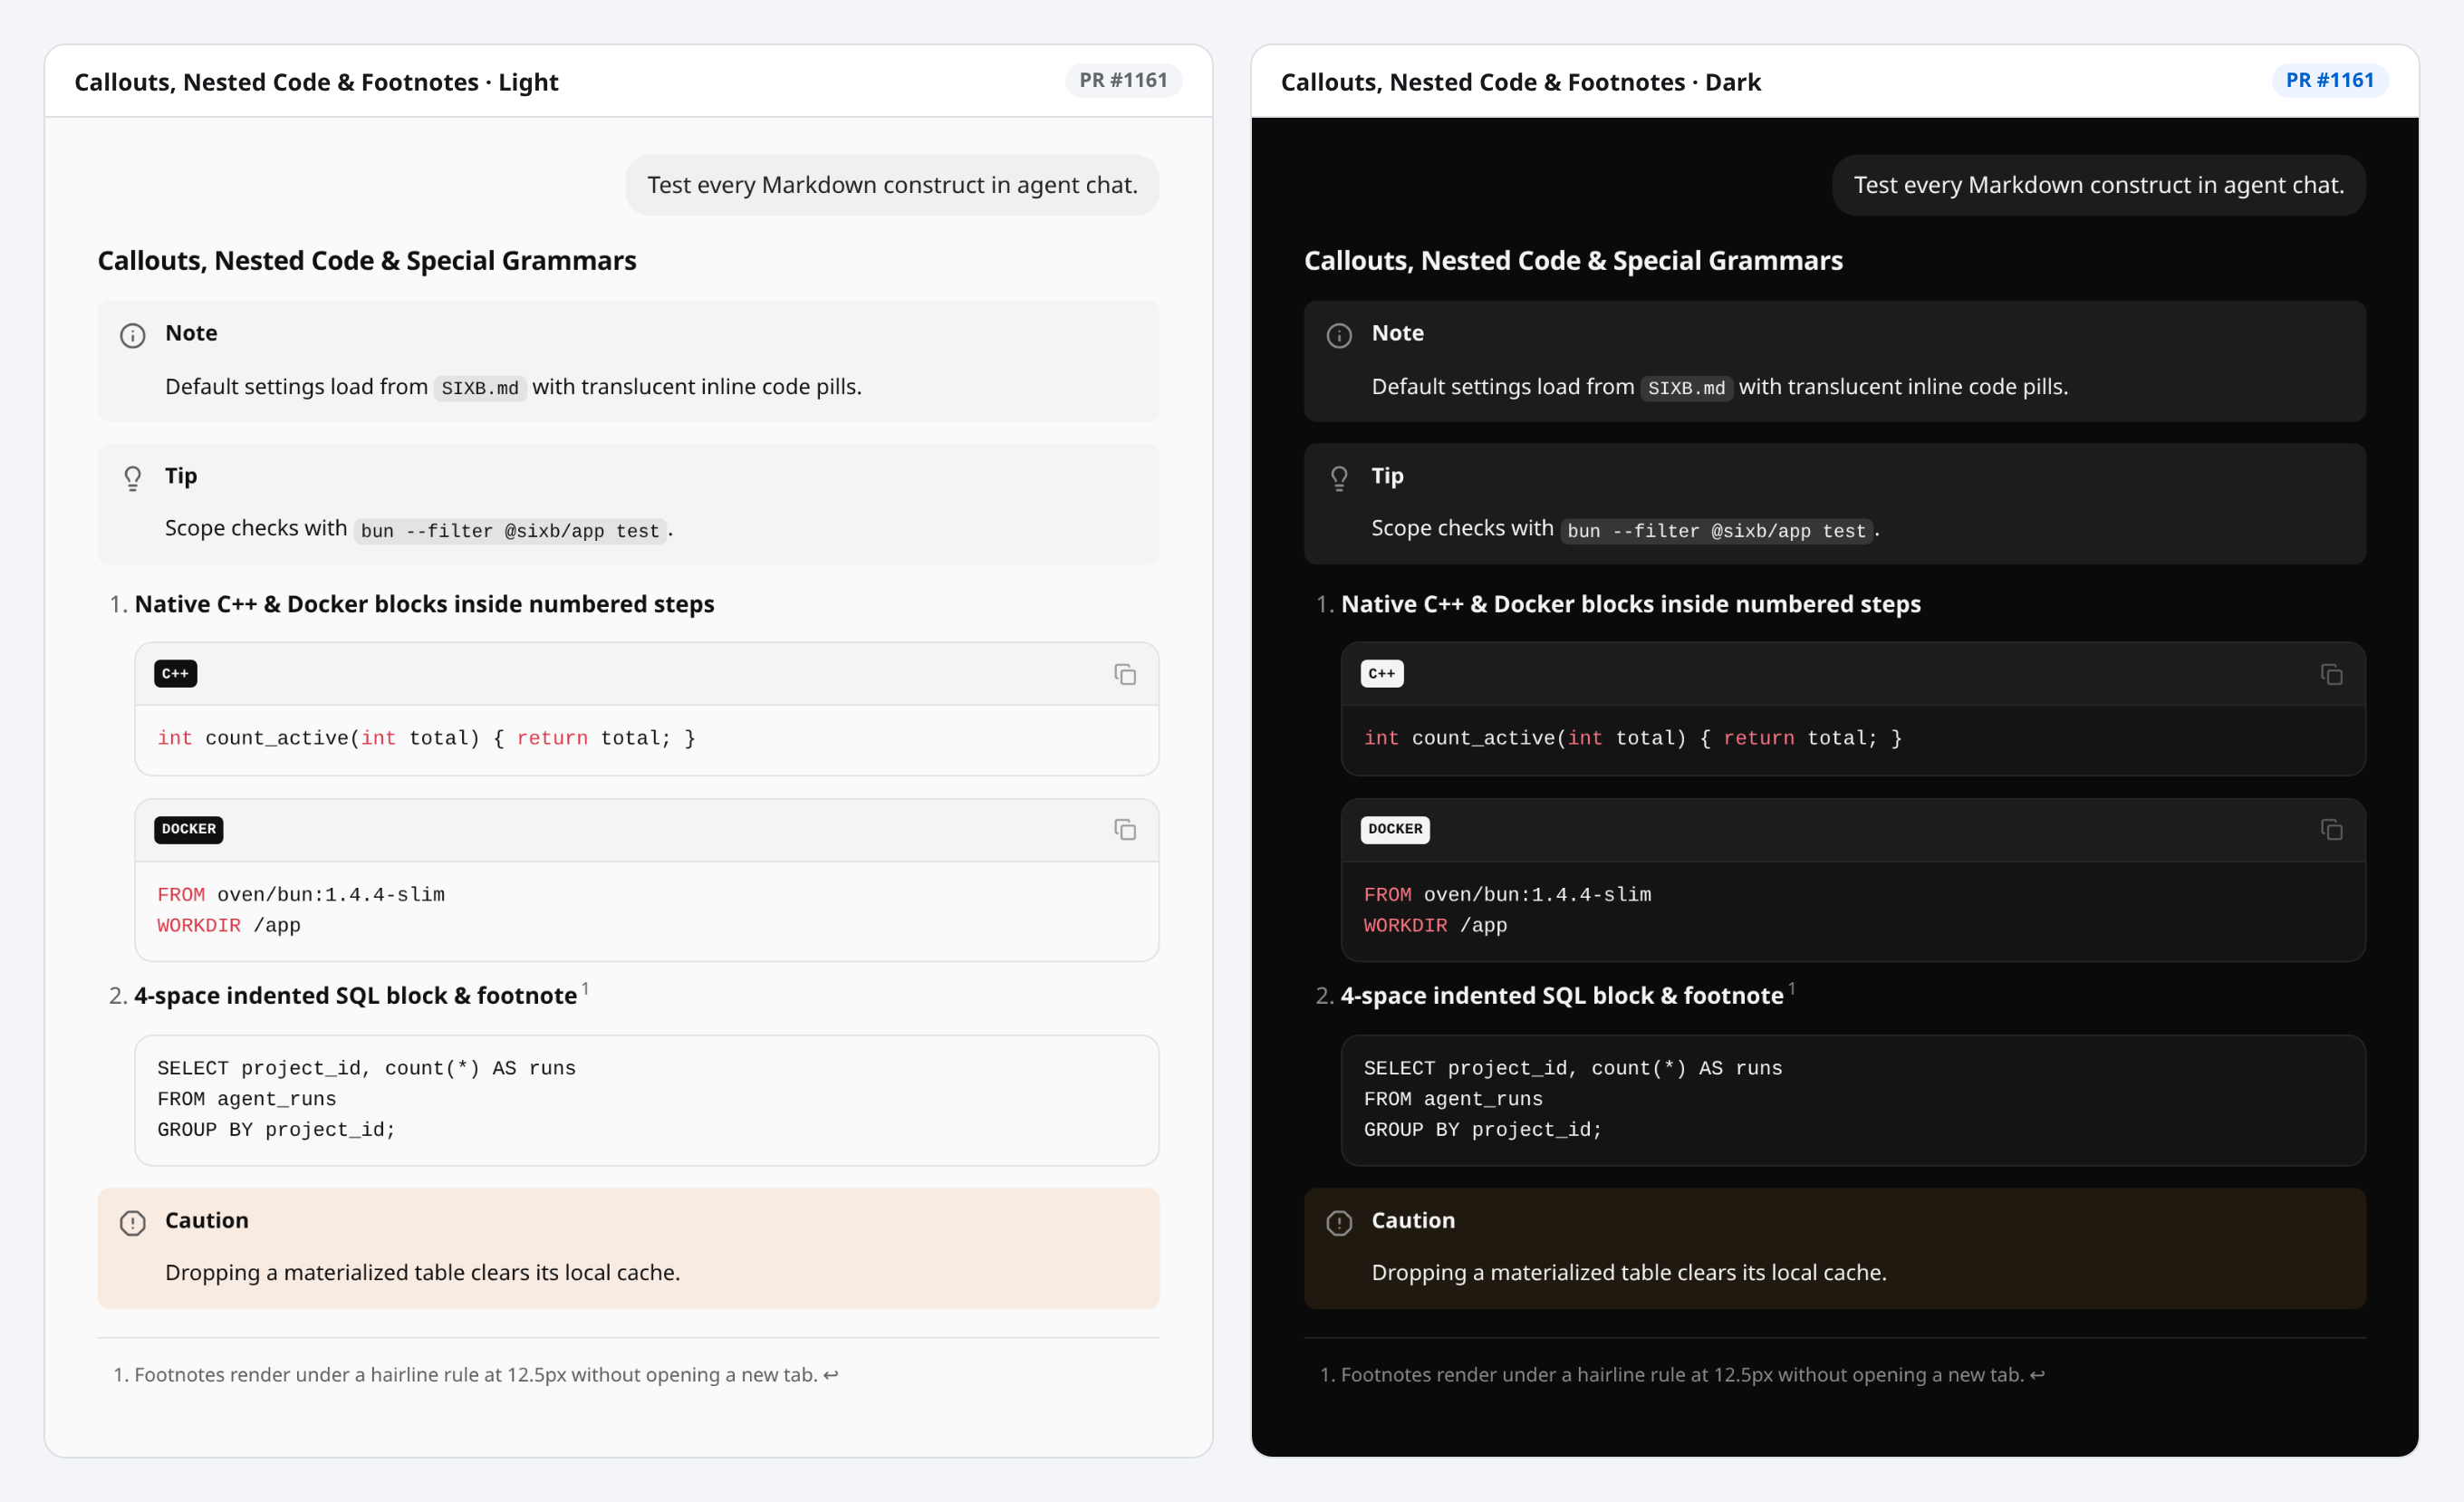 Callouts, Nested Code & Footnotes · Light
PR #1161
Test every Markdown construct in agent chat.
Callouts, Nested Code & Special Grammars
Note
Default settings load from SIXB.md with translucent inline code pills.
Tip
Scope checks with bun --filter @sixb/app test.
1. Native C++ & Docker blocks inside numbered steps
C++
int count_active(int total) { return total; }
DOCKER
FROM oven/bun:1.4.4-slim
WORKDIR /app
2. 4-space indented SQL block & footnote 1
SELECT project_id, count(*) AS runs
FROM agent_runs
GROUP BY project_id;
Caution
Dropping a materialized table clears its local cache.
1. Footnotes render under a hairline rule at 12.5px without opening a new tab. ↩
Callouts, Nested Code & Footnotes · Dark
PR #1161
Test every Markdown construct in agent chat.
Callouts, Nested Code & Special Grammars
Note
Default settings load from SIXB.md with translucent inline code pills.
Tip
Scope checks with bun --filter @sixb/app test.
1. Native C++ & Docker blocks inside numbered steps
C++
int count_active(int total) { return total; }
DOCKER
FROM oven/bun:1.4.4-slim
WORKDIR /app
2. 4-space indented SQL block & footnote 1
SELECT project_id, count(*) AS runs
FROM agent_runs
GROUP BY project_id;
Caution
Dropping a materialized table clears its local cache.
1. Footnotes render under a hairline rule at 12.5px without opening a new tab. ↩